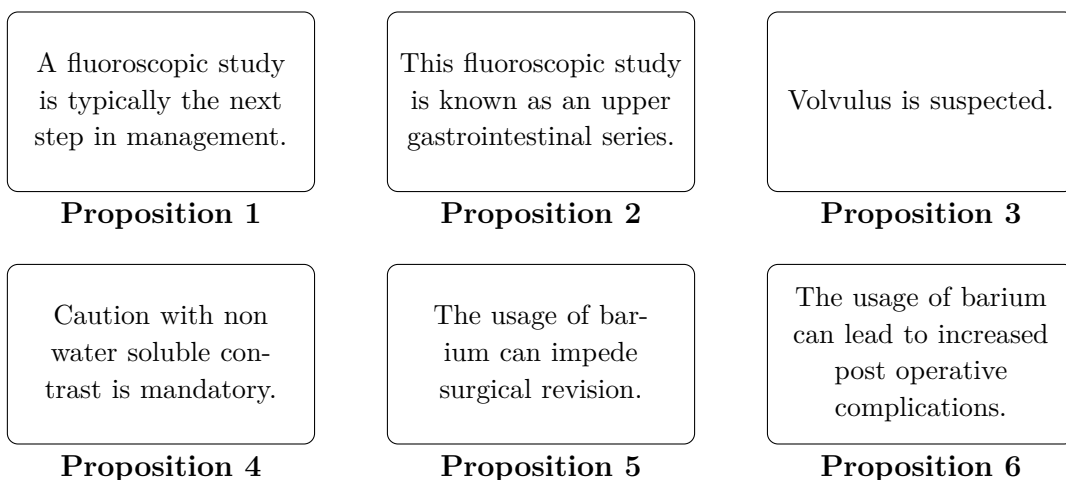 A fluoroscopic study
is typically the next
step in management.
Proposition 1
This fluoroscopic study
is known as an upper
gastrointestinal series.
Proposition 2
Volvulus is suspected.
Proposition 3
Caution with non
water soluble con-
trast is mandatory.
Proposition 4
The usage of bar-
ium can impede
surgical revision.
Proposition 5
The usage of barium
can lead to increased
post operative
complications.
Proposition 6